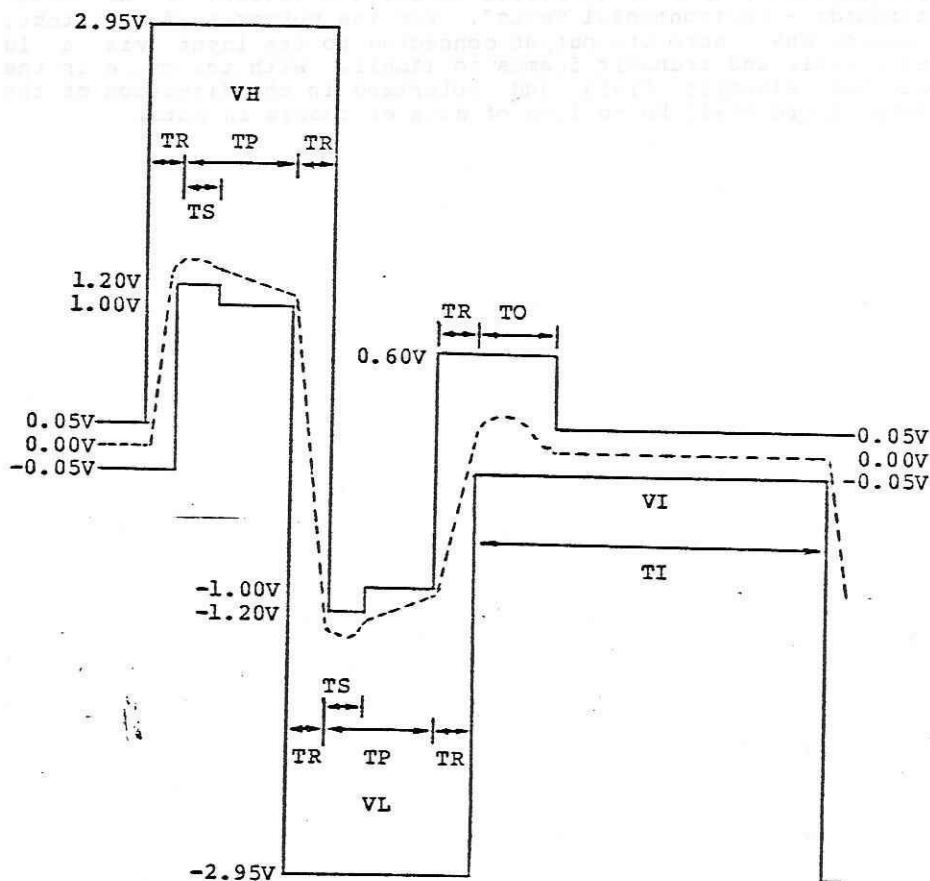 2.95V
VH
TR TP TR
TS
1.20V
1.00V
TR TO
0.60V
0.05V
0.00V
-0.05V
0.05V
0.00V
-0.05V
VI
TI
-1.00V
-1.20V
TS
TR TP TR
VL
-2.95V